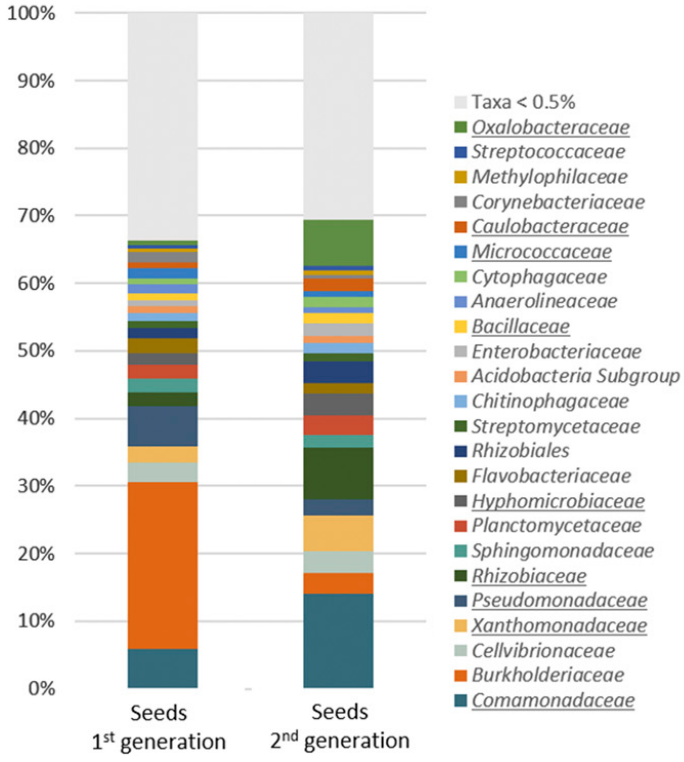 100%
90%
80%
70%
60%
50%
40%
30%
20%
10%
0%
Seeds
1st generation
Seeds
2nd generation
Taxa < 0.5%
Oxalobacteraceae
Streptococcaceae
Methylophilaceae
Corynebacteriaceae
Caulobacteraceae
Micrococcaceae
Cytophagaceae
Anaerolineaceae
Bacillaceae
Enterobacteriaceae
Acidobacteria Subgroup
Chitinophagaceae
Streptomycetaceae
Rhizobiales
Flavobacteriaceae
Hyphomicrobiaceae
Planctomycetaceae
Sphingomonadaceae
Rhizobiaceae
Pseudomonadaceae
Xanthomonadaceae
Cellvibrionaceae
Burkholderiaceae
Comamonadaceae